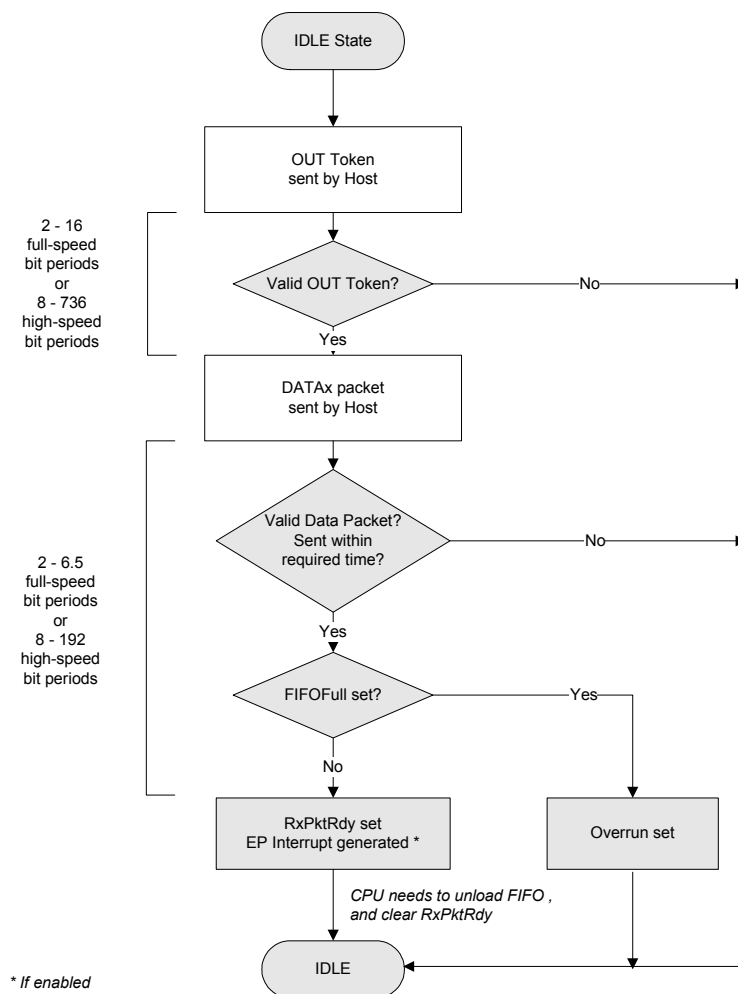 IDLE State
OUT Token
sent by Host
2 - 16
full-speed
bit periods
or
8 - 736
high-speed
bit periods
Valid OUT Token?
No
Yes
DATAx packet
sent by Host
Valid Data Packet?
Sent within
required time?
No
2 - 6.5
full-speed
bit periods
or
8 - 192
high-speed
bit periods
Yes
FIFOFull set?
Yes
No
RxPktRdy set
EP Interrupt generated *
Overrun set
CPU needs to unload FIFO ,
and clear RxPktRdy
IDLE
* If enabled